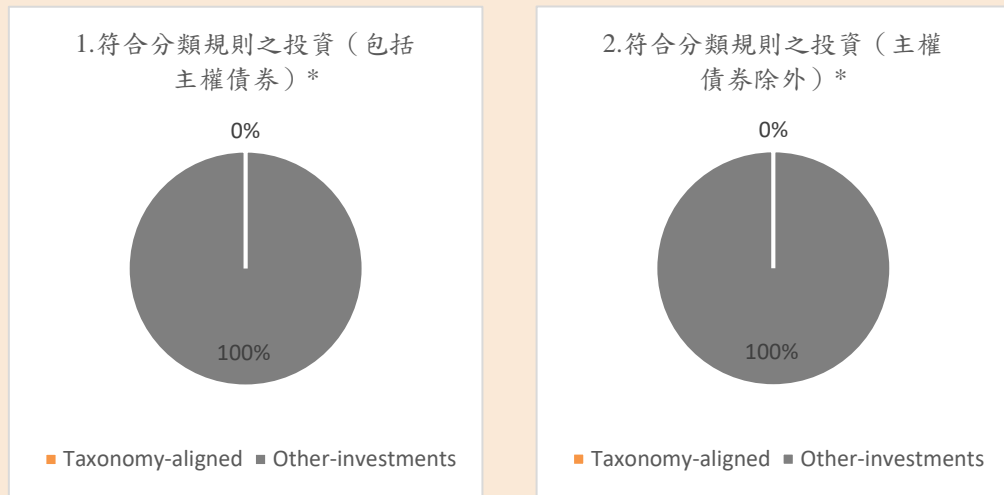 1.符合分類規則之投資（包括
主權債券）*
0%
100%
Taxonomy-aligned Other-investments
2.符合分類規則之投資（主權
債券除外）*
0%
100%
Taxonomy-aligned Other-investments